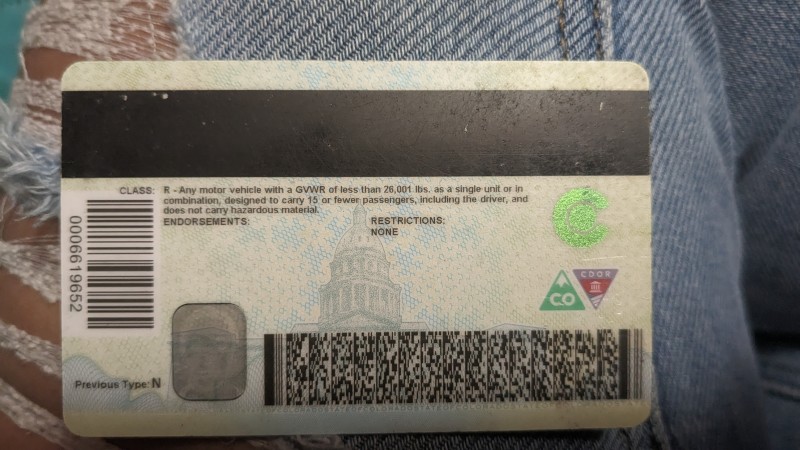 CLASS: R - Any motor vehicle with a GVWR of less than 26,001 lbs. as a single unit or in
combination, designed to carry 15 or fewer passengers, including the driver, and
does not carry hazardous material.
ENDORSEMENTS: RESTRICTIONS:
NONE
0006619652
C
CO
CDOR
Previous Type: N